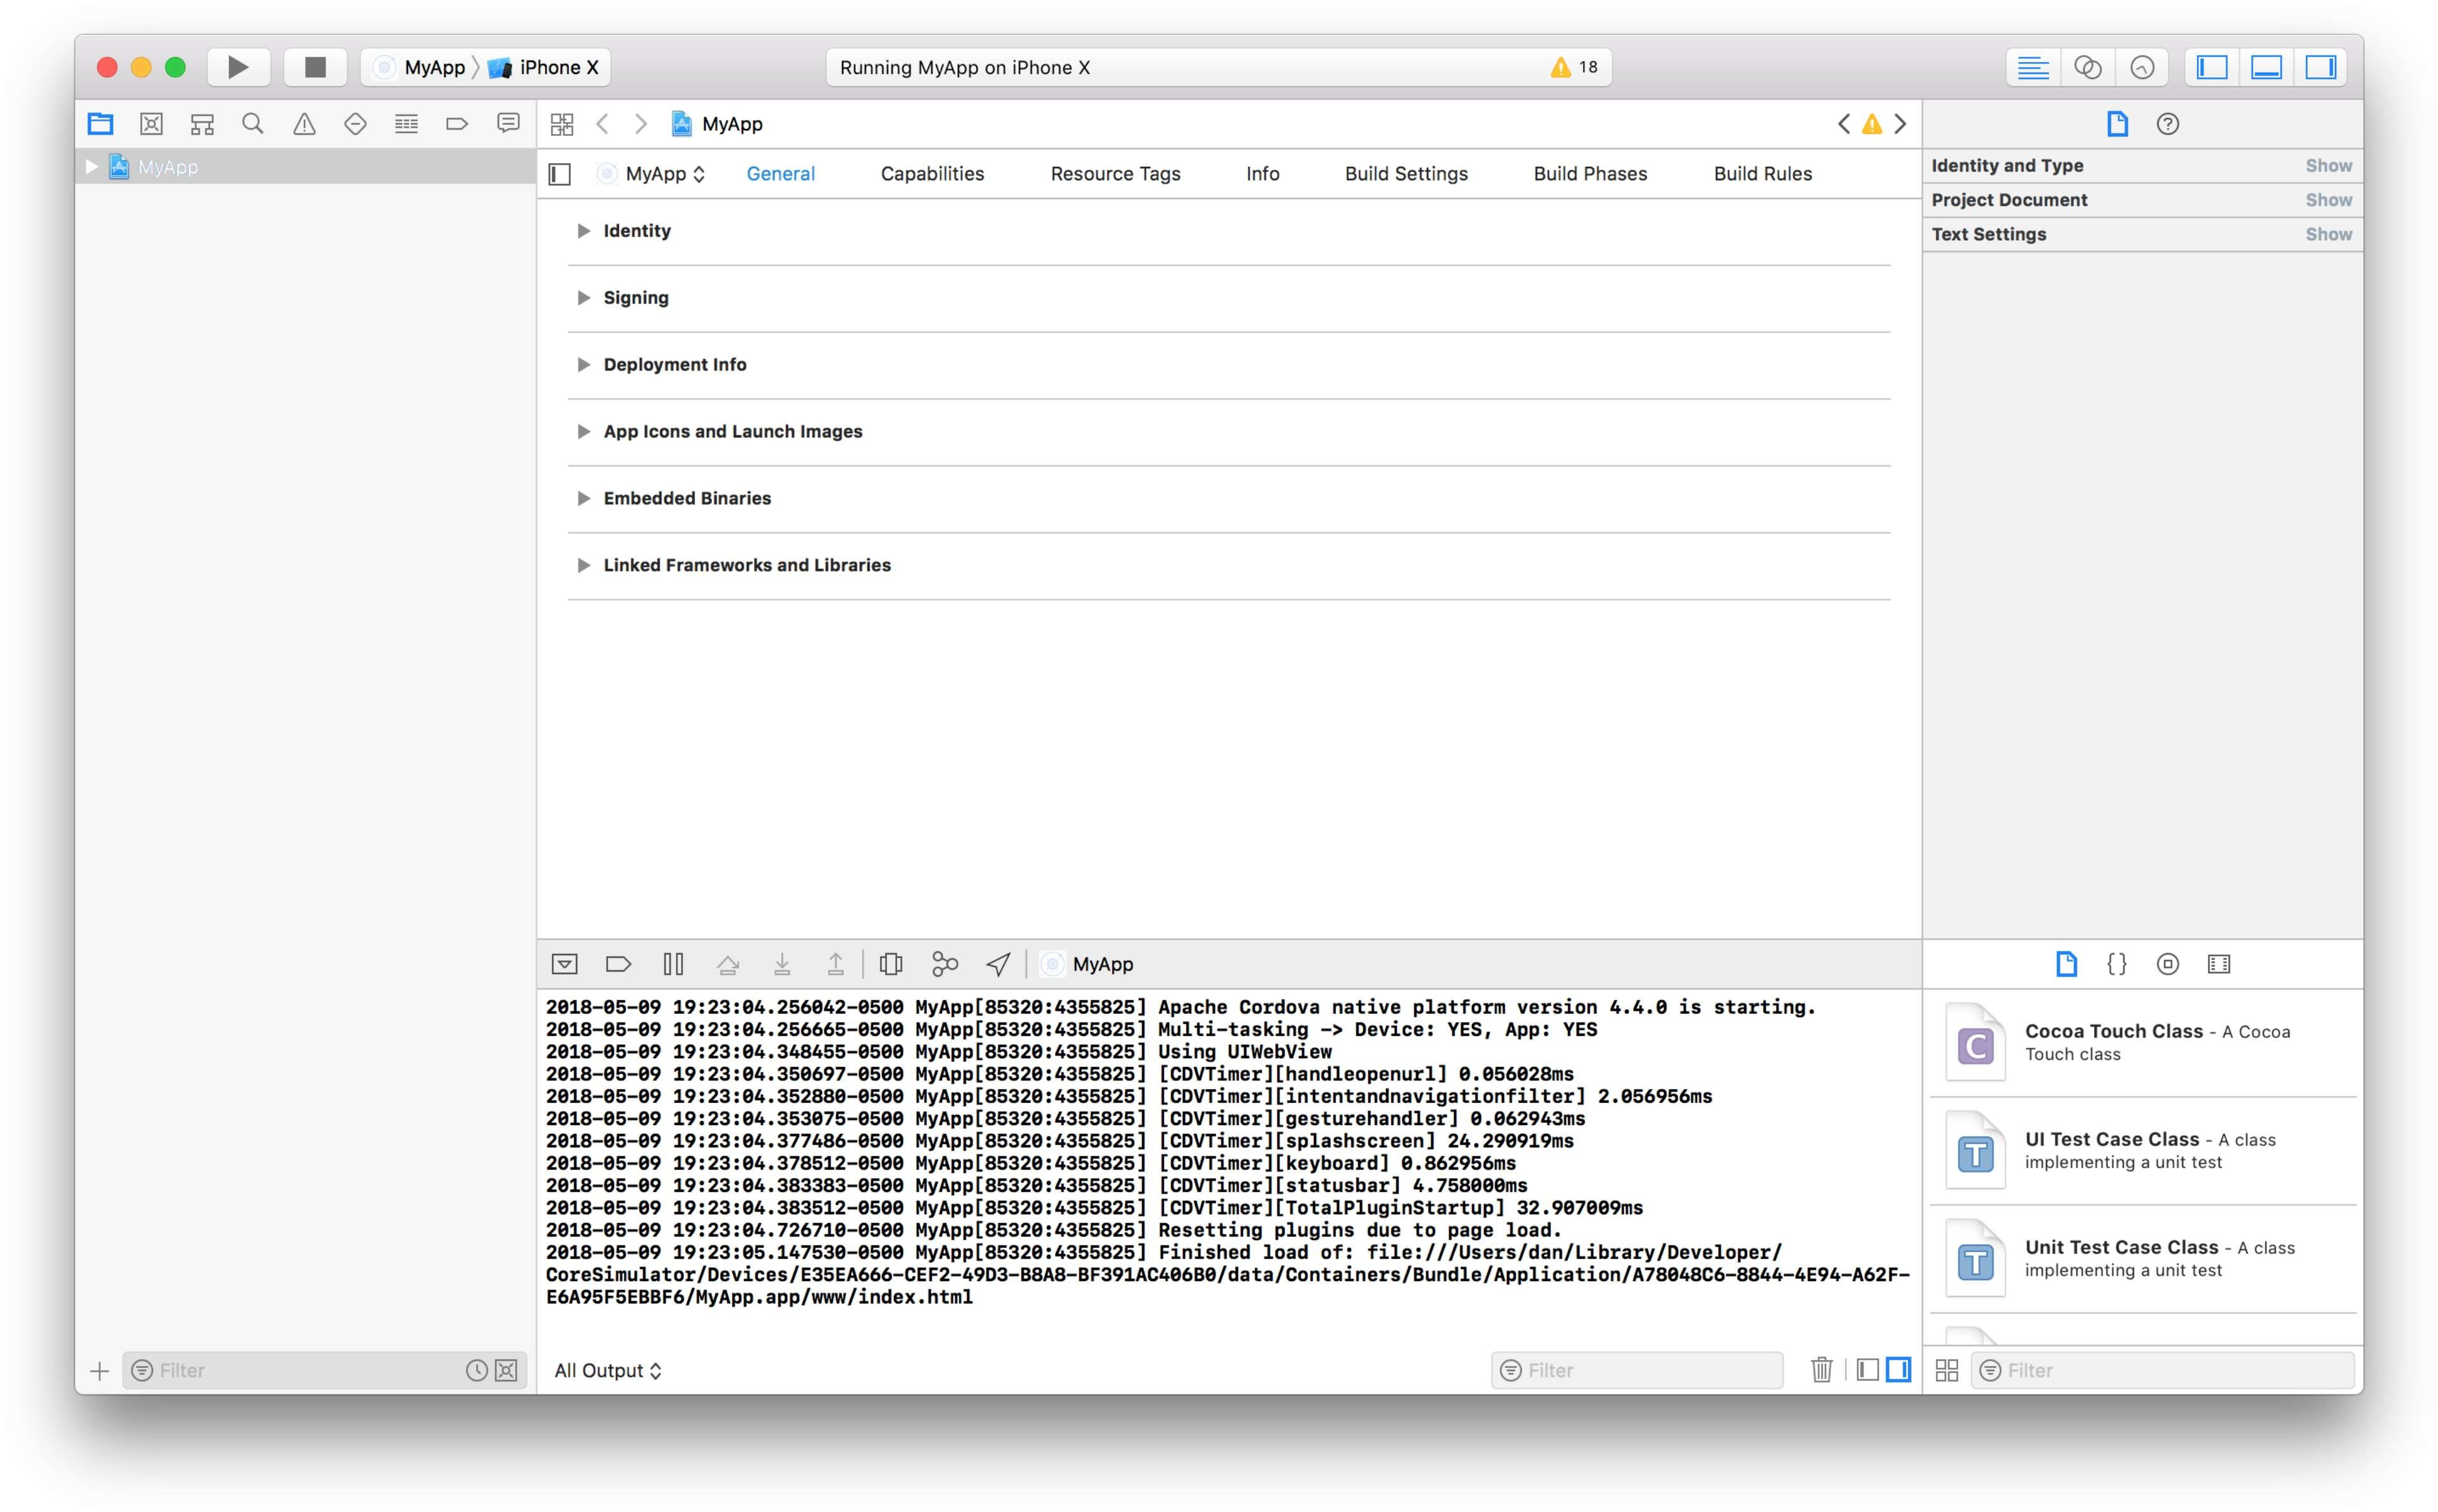 MyApp 〉 iPhone X
Running MyApp on iPhone X
18
MyApp
MyApp
MyApp General Capabilities Resource Tags Info Build Settings Build Phases Build Rules
Identity
Signing
Deployment Info
App Icons and Launch Images
Embedded Binaries
Linked Frameworks and Libraries
Identity and Type Show
Project Document Show
Text Settings Show
MyApp
2018-05-09 19:23:04.256042-0500 MyApp[85320:4355825] Apache Cordova native platform version 4.4.0 is starting.
2018-05-09 19:23:04.256665-0500 MyApp[85320:4355825] Multi-tasking -> Device: YES, App: YES
2018-05-09 19:23:04.348455-0500 MyApp[85320:4355825] Using UIWebView
2018-05-09 19:23:04.350697-0500 MyApp[85320:4355825] [CDVTimer][handleopenurl] 0.056028ms
2018-05-09 19:23:04.352880-0500 MyApp[85320:4355825] [CDVTimer][intentandnavigationfilter] 2.056956ms
2018-05-09 19:23:04.353075-0500 MyApp[85320:4355825] [CDVTimer][gesturehandler] 0.062943ms
2018-05-09 19:23:04.377486-0500 MyApp[85320:4355825] [CDVTimer][splashscreen] 24.290919ms
2018-05-09 19:23:04.378512-0500 MyApp[85320:4355825] [CDVTimer][keyboard] 0.862956ms
2018-05-09 19:23:04.383383-0500 MyApp[85320:4355825] [CDVTimer][statusbar] 4.758000ms
2018-05-09 19:23:04.383512-0500 MyApp[85320:4355825] [CDVTimer][TotalPluginStartup] 32.907009ms
2018-05-09 19:23:04.726710-0500 MyApp[85320:4355825] Resetting plugins due to page load.
2018-05-09 19:23:05.147530-0500 MyApp[85320:4355825] Finished load of: file:///Users/dan/Library/Developer/
CoreSimulator/Devices/E35EA666-CEF2-49D3-B8A8-BF391AC406B0/data/Containers/Bundle/Application/A78048C6-8844-4E94-A62F-
E6A95F5EBBF6/MyApp.app/www/index.html
C
Cocoa Touch Class - A Cocoa
Touch class
T
UI Test Case Class - A class
implementing a unit test
T
Unit Test Case Class - A class
implementing a unit test
Filter
All Output
Filter
Filter